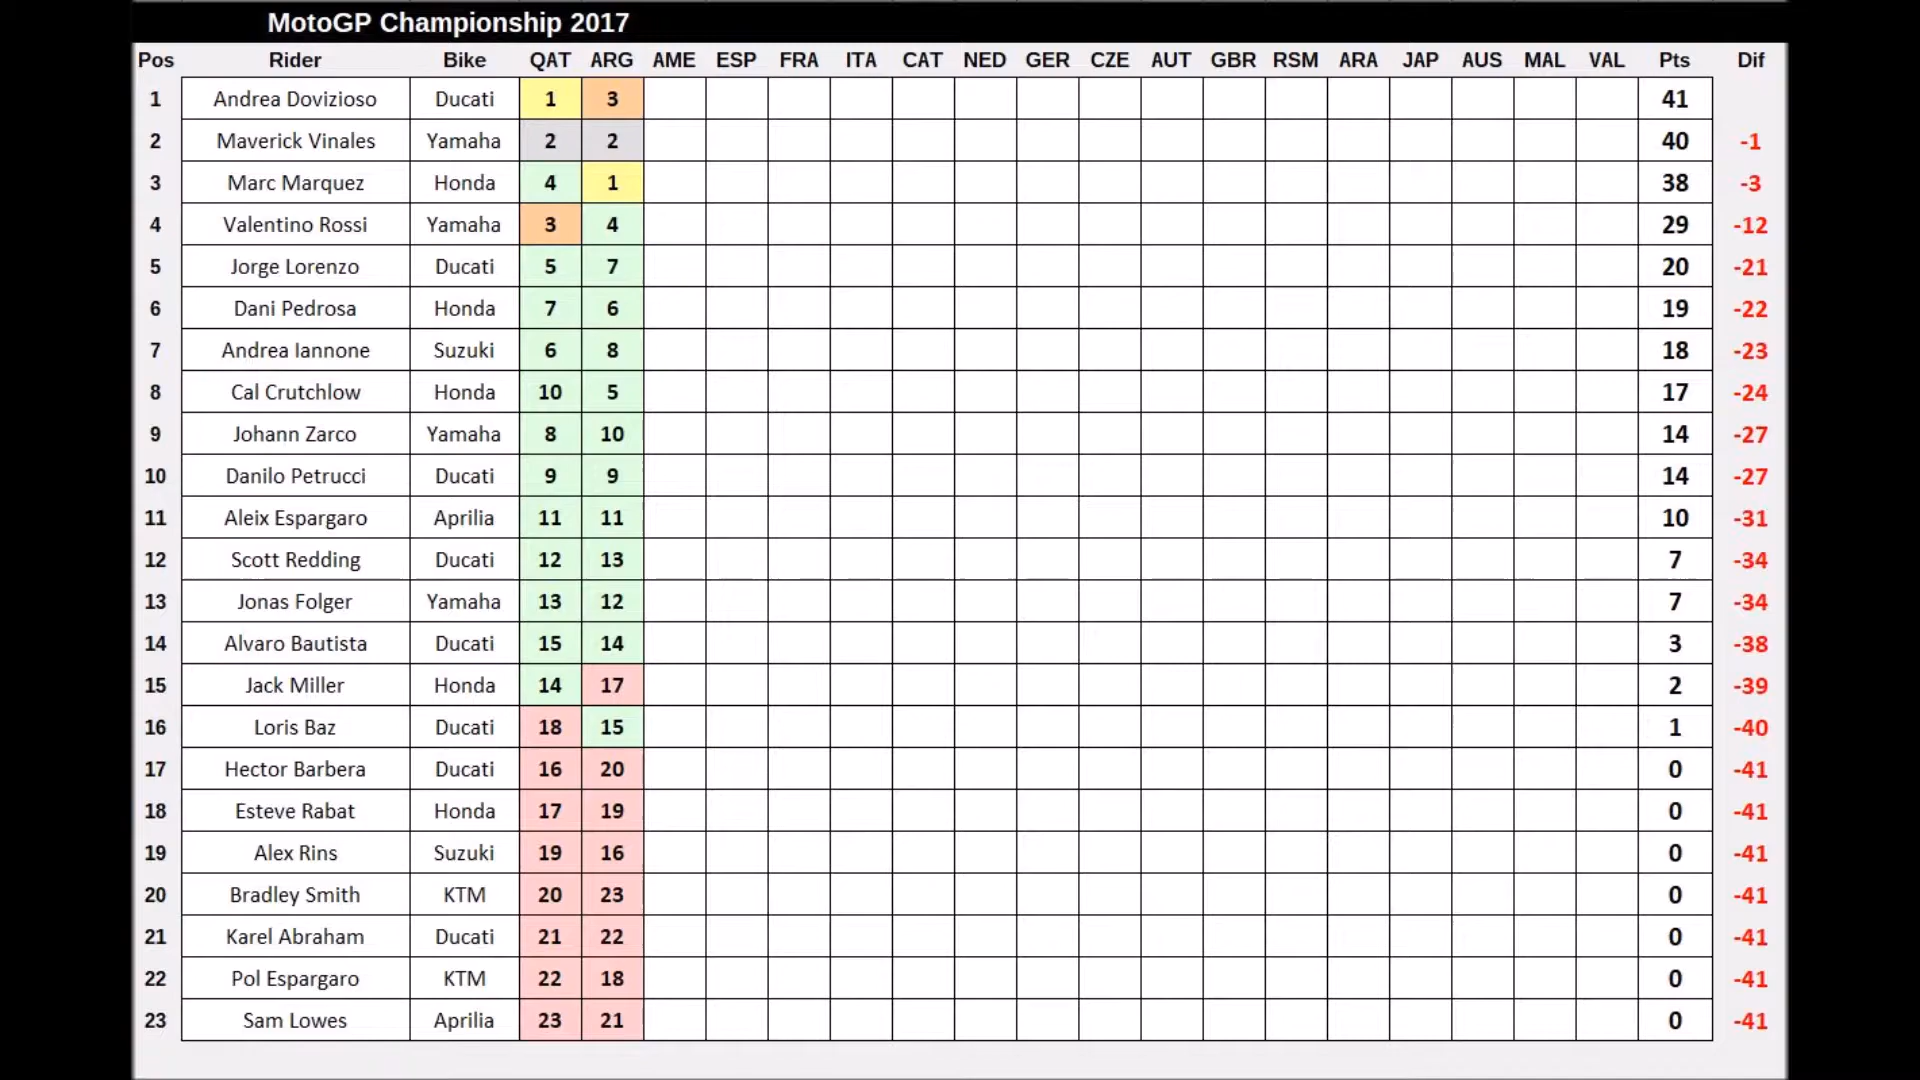 MotoGP Championship 2017
Pos Rider Bike QAT ARG AME ESP FRA ITA CAT NED GER CZE AUT GBR RSM ARA JAP AUS MAL VAL Pts Dif
1 Andrea Dovizioso Ducati 1 3 41
2 Maverick Vinales Yamaha 2 2 40 -1
3 Marc Marquez Honda 4 1 38 -3
4 Valentino Rossi Yamaha 3 4 29 -12
5 Jorge Lorenzo Ducati 5 7 20 -21
6 Dani Pedrosa Honda 7 6 19 -22
7 Andrea Iannone Suzuki 6 8 18 -23
8 Cal Crutchlow Honda 10 5 17 -24
9 Johann Zarco Yamaha 8 10 14 -27
10 Danilo Petrucci Ducati 9 9 14 -27
11 Aleix Espargaro Aprilia 11 11 10 -31
12 Scott Redding Ducati 12 13 7 -34
13 Jonas Folger Yamaha 13 12 7 -34
14 Alvaro Bautista Ducati 15 14 3 -38
15 Jack Miller Honda 14 17 2 -39
16 Loris Baz Ducati 18 15 1 -40
17 Hector Barbera Ducati 16 20 0 -41
18 Esteve Rabat Honda 17 19 0 -41
19 Alex Rins Suzuki 19 16 0 -41
20 Bradley Smith KTM 20 23 0 -41
21 Karel Abraham Ducati 21 22 0 -41
22 Pol Espargaro KTM 22 18 0 -41
23 Sam Lowes Aprilia 23 21 0 -41